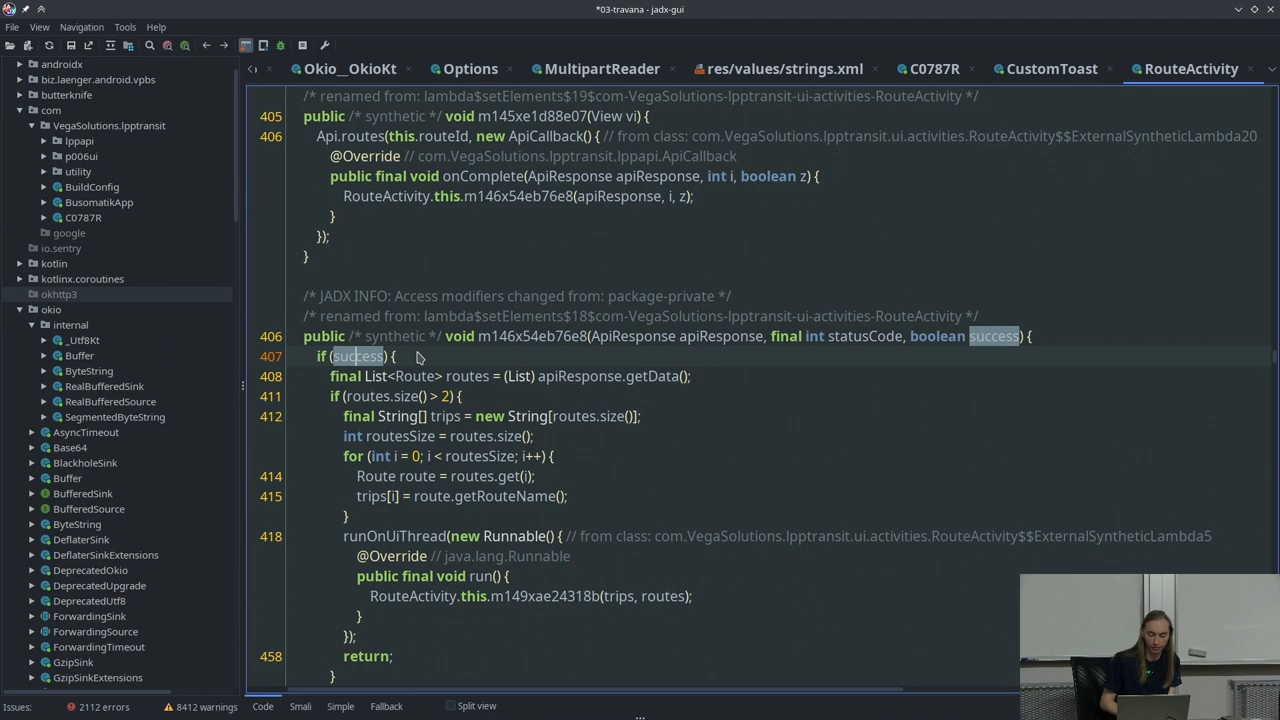 *03-travana - jadx-gui
File View Navigation Tools Help
Okio__OkioKt Options MultipartReader res/values/strings.xml C0787R CustomToast RouteActivity
androidx
biz.laenger.android.vpbs
butterknife
com
VegaSolutions.lpptransit
lppapi
p006ui
utility
BuildConfig
BusomatikApp
C0787R
google
io.sentry
kotlin
kotlinx.coroutines
okhttp3
okio
internal
_Utf8Kt
Buffer
ByteString
RealBufferedSink
RealBufferedSource
SegmentedByteString
AsyncTimeout
Base64
BlackholeSink
Buffer
BufferedSink
BufferedSource
ByteString
DeflaterSink
DeflaterSinkExtensions
DeprecatedOkio
DeprecatedUpgrade
DeprecatedUtf8
ForwardingSink
ForwardingSource
ForwardingTimeout
GzipSink
GzipSinkExtensions
/* renamed from: lambda$setElements$19$com-VegaSolutions-lpptransit-ui-activities-RouteActivity */
405 public /* synthetic */ void m145xe1d88e07(View vi) {
406 Api.routes(this.routeId, new ApiCallback() { // from class: com.VegaSolutions.lpptransit.ui.activities.RouteActivity$$ExternalSyntheticLambda20
@Override // com.VegaSolutions.lpptransit.lppapi.ApiCallback
public final void onComplete(ApiResponse apiResponse, int i, boolean z) {
RouteActivity.this.m146x54eb76e8(apiResponse, i, z);
}
});
}
/* JADX INFO: Access modifiers changed from: package-private */
/* renamed from: lambda$setElements$18$com-VegaSolutions-lpptransit-ui-activities-RouteActivity */
406 public /* synthetic */ void m146x54eb76e8(ApiResponse apiResponse, final int statusCode, boolean success) {
407 if (success) {
408 final List<Route> routes = (List) apiResponse.getData();
411 if (routes.size() > 2) {
412 final String[] trips = new String[routes.size()];
int routesSize = routes.size();
for (int i = 0; i < routesSize; i++) {
414 Route route = routes.get(i);
415 trips[i] = route.getRouteName();
}
418 runOnUiThread(new Runnable() { // from class: com.VegaSolutions.lpptransit.ui.activities.RouteActivity$$ExternalSyntheticLambda5
@Override // java.lang.Runnable
public final void run() {
RouteActivity.this.m149xae24318b(trips, routes);
}
});
458 return;
}
Issues: 2112 errors 8412 warnings Code Smali Simple Fallback Split view